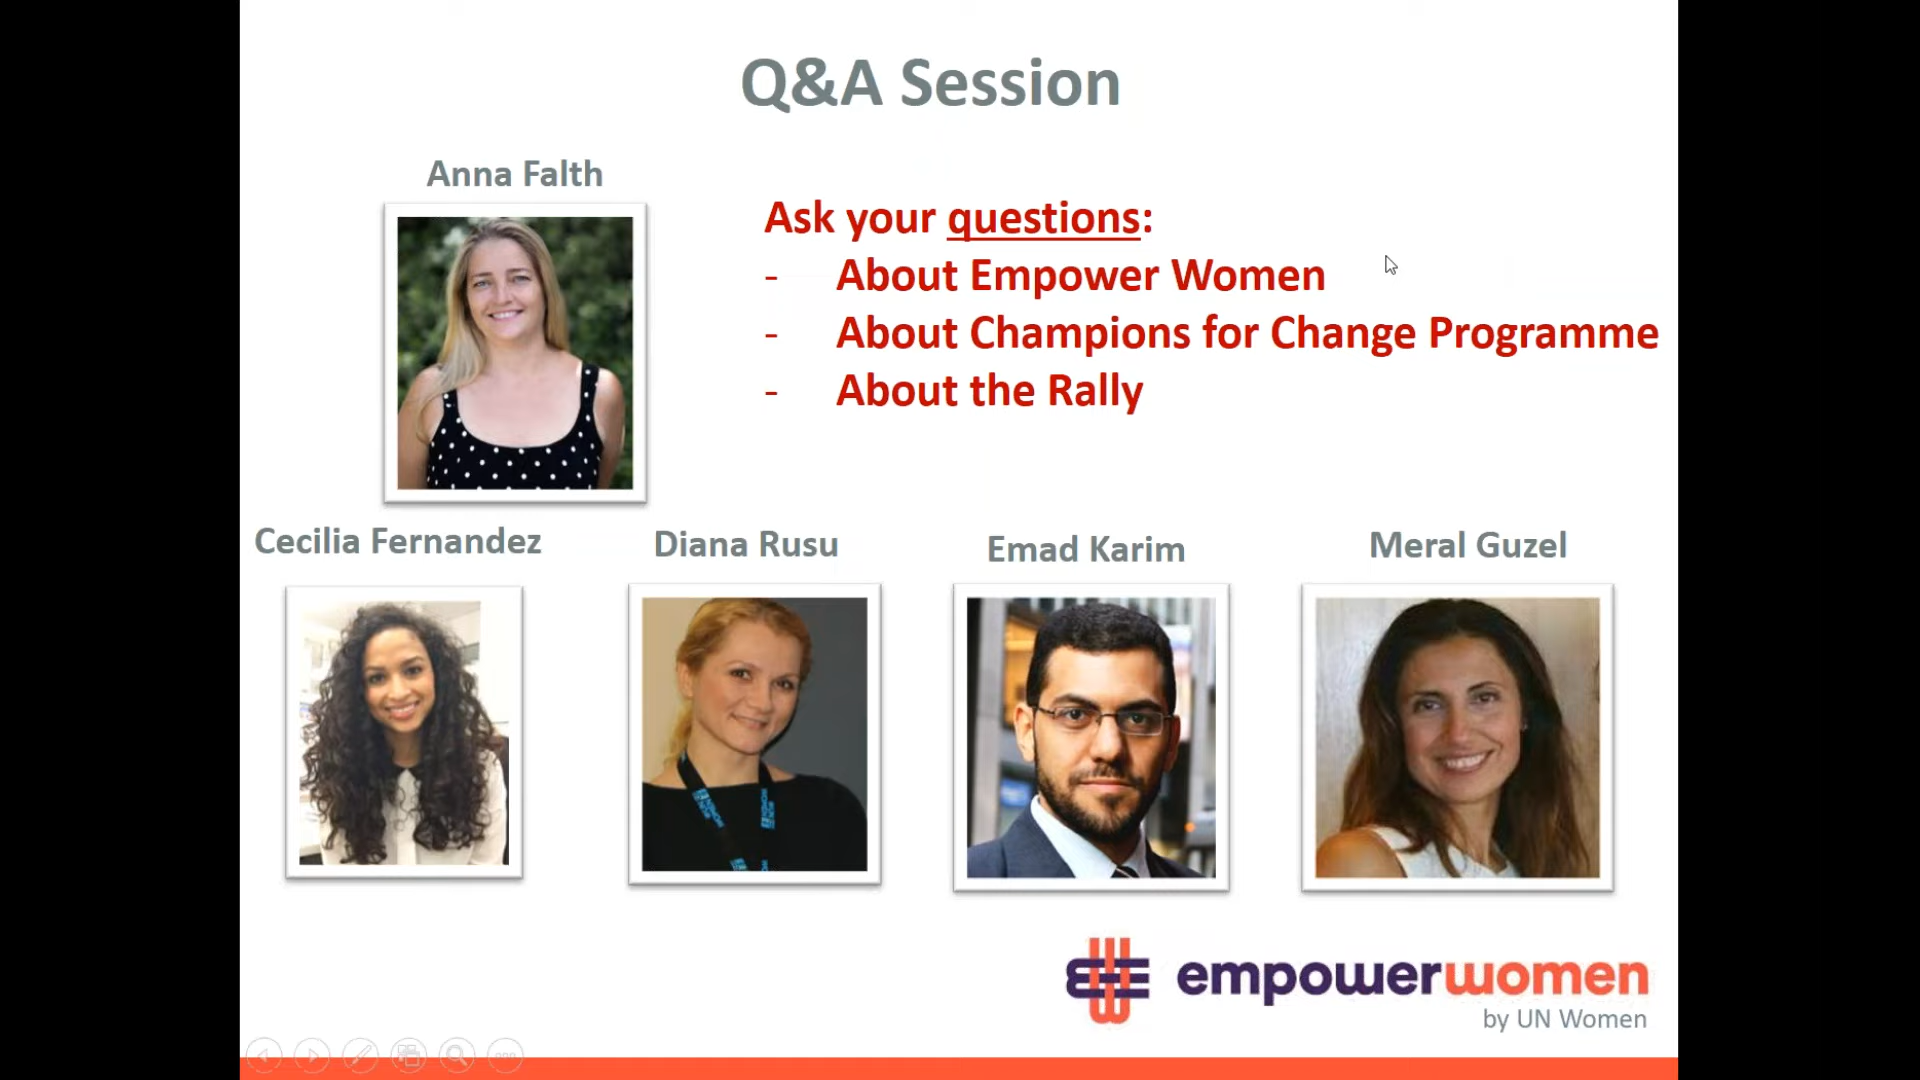 Q&A Session
Anna Falth
Ask your questions:
- About Empower Women
- About Champions for Change Programme
- About the Rally
Cecilia Fernandez
Diana Rusu
Emad Karim
Meral Guzel
empowerwomen
by UN Women